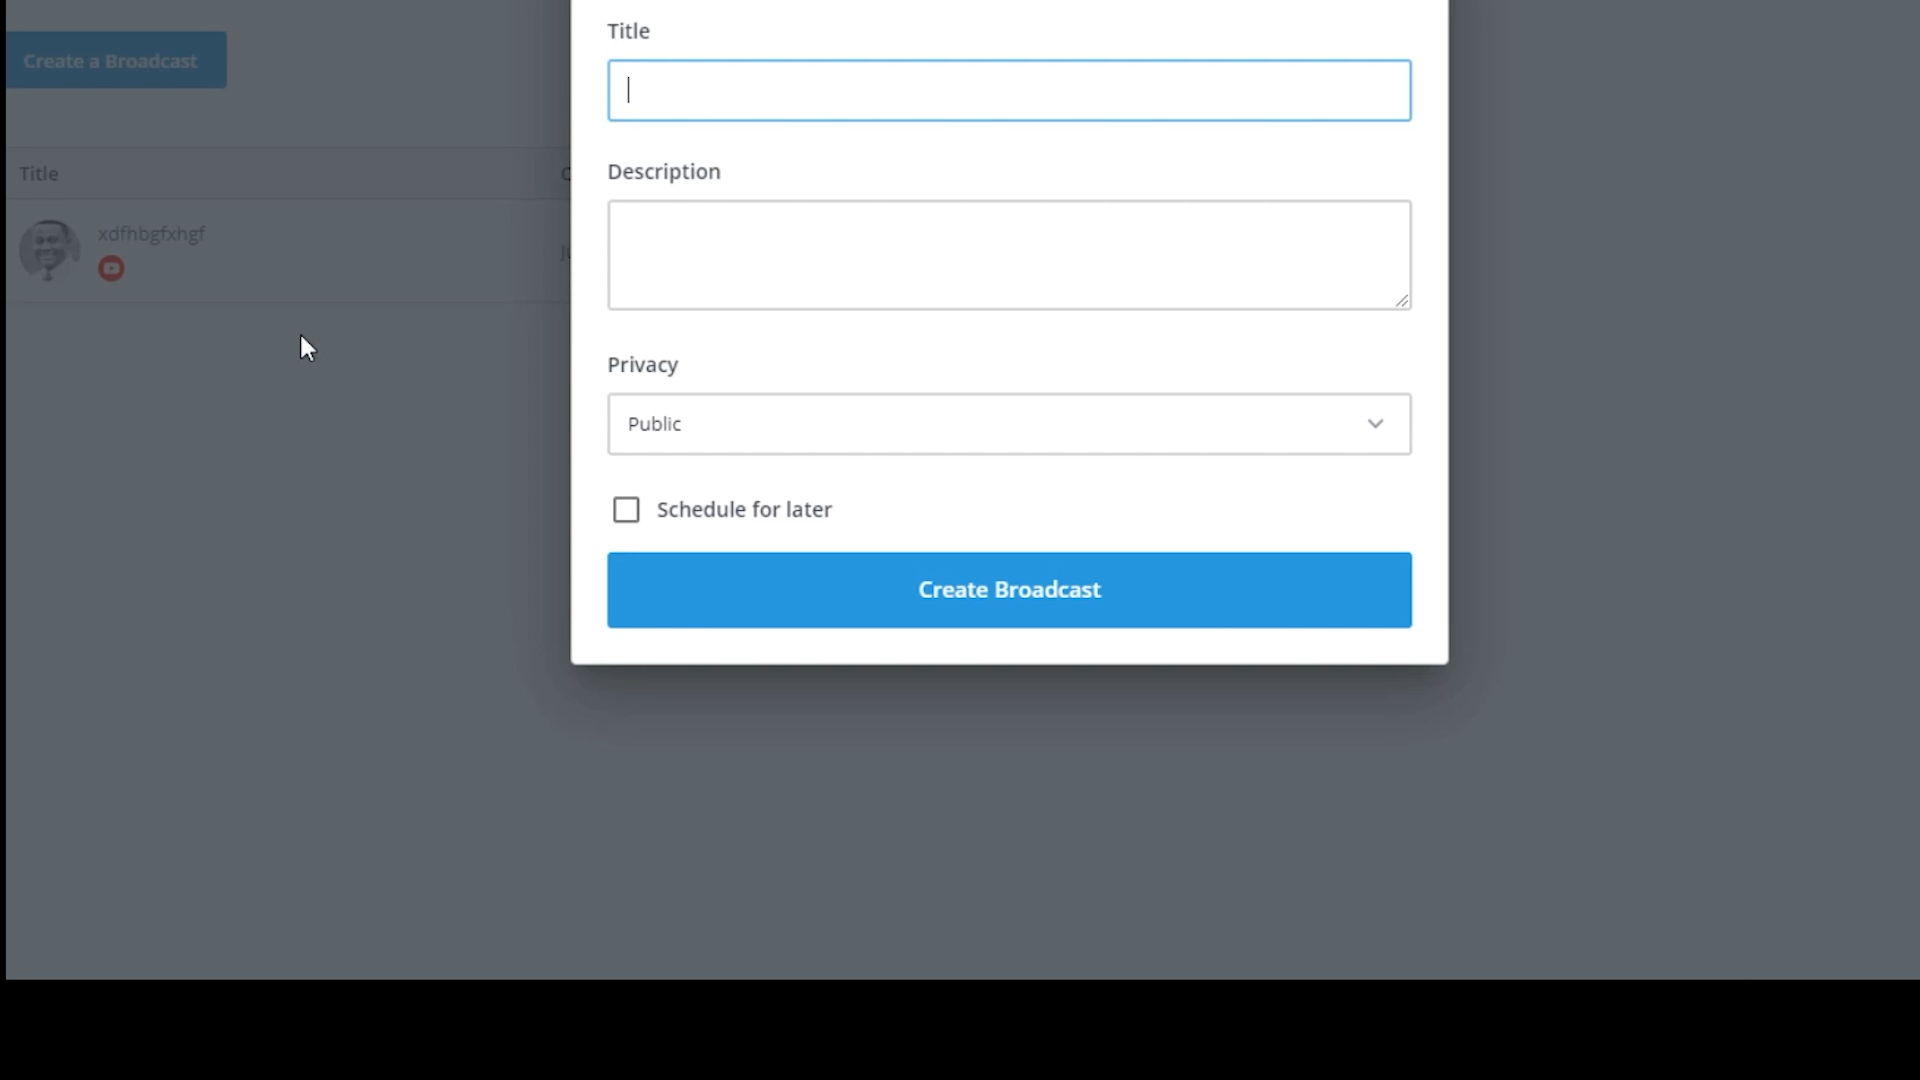 Create a Broadcast
Title
xdfhbgfxhgf
Title
Description
Privacy
Public
Schedule for later
Create Broadcast